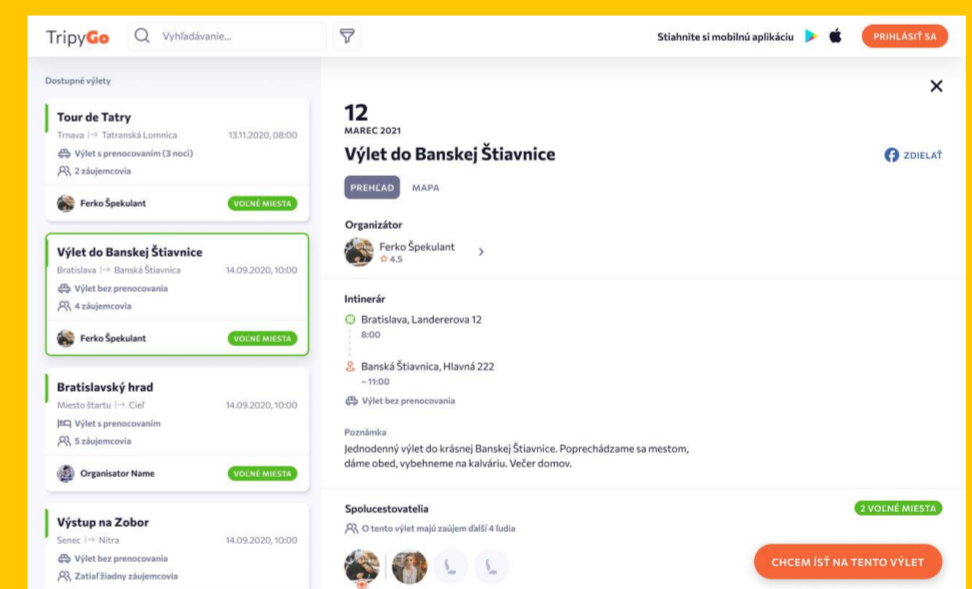 TripyGo
Vyhľadávanie...
Stiahnite si mobilnú aplikáciu
PRIHLÁSIŤ SA
Dostupné výlety
Tour de Tatry
Trnava |→ Tatranská Lomnica 13.11.2020, 08:00
Výlet s prenocovaním (3 noci)
2 záujemcovia
Ferko Špekulant VOĽNÉ MIESTA
Výlet do Banskej Štiavnice
Bratislava |→ Banská Štiavnica 14.09.2020, 10:00
Výlet bez prenocovania
4 záujemcovia
Ferko Špekulant VOĽNÉ MIESTA
Bratislavský hrad
Miesto štartu |→ Cieľ 14.09.2020, 10:00
Výlet s prenocovaním
5 záujemcovia
Organisator Name VOĽNÉ MIESTA
Výstup na Zobor
Senec |→ Nitra 14.09.2020, 10:00
Výlet bez prenocovania
Zatiaľ žiadny záujemcovia
12
MAREC 2021
Výlet do Banskej Štiavnice
ZDIELAŤ
PREHĽAD MAPA
Organizátor
Ferko Špekulant
4.5
Intinerár
Bratislava, Landererova 12
8:00
Banská Štiavnica, Hlavná 222
~ 11:00
Výlet bez prenocovania
Poznámka
Jednodenný výlet do krásnej Banskej Štiavnice. Poprechádzame sa mestom,
dáme obed, vybehneme na kalváriu. Večer domov.
Spolucestovatelia 2 VOĽNÉ MIESTA
O tento výlet majú zaújem ďalší 4 ľudia
CHCEM ÍSŤ NA TENTO VÝLET